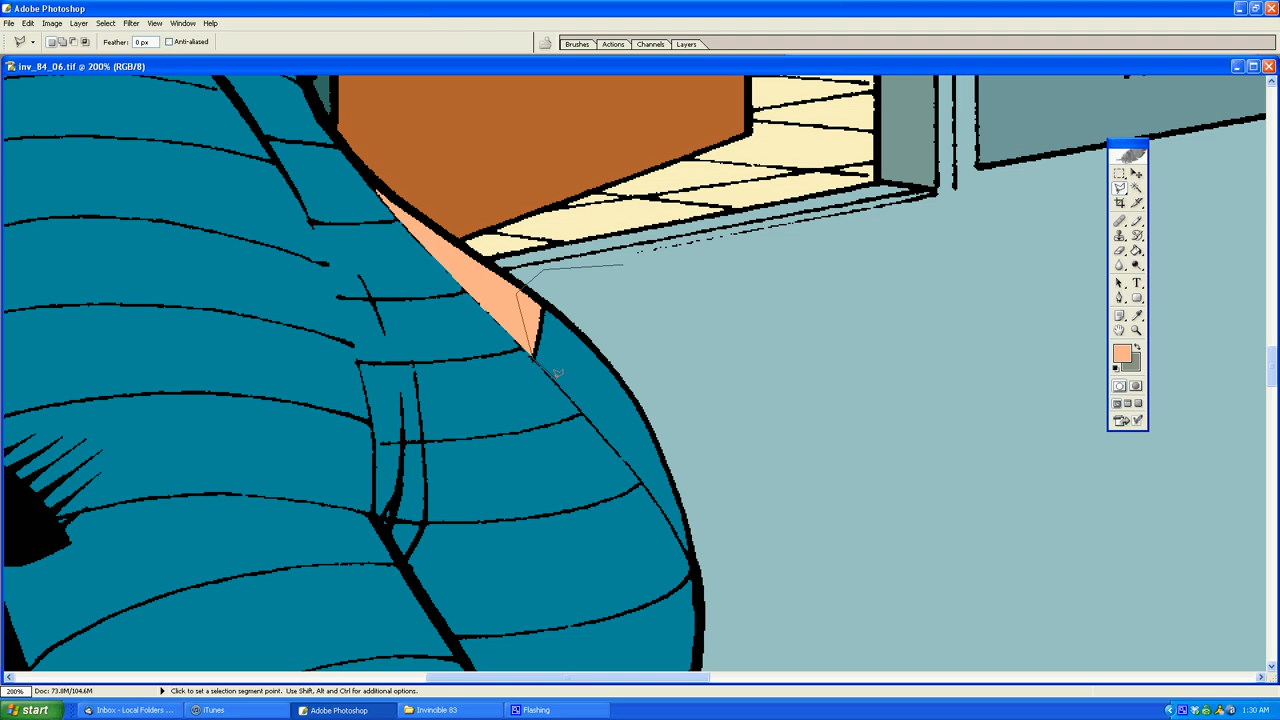 Adobe Photoshop
File Edit Image Layer Select Filter View Window Help
Feather: 0 px Anti-aliased Brushes Actions Channels Layers
inv_84_06.tif @ 200% (RGB/8)
T
200% Doc: 73.8M/104.6M Click to set a selection segment point. Use Shift, Alt and Ctrl for additional options.
start Inbox - Local Folders ... iTunes Adobe Photoshop Invincible 83 Flashing 1:30 AM